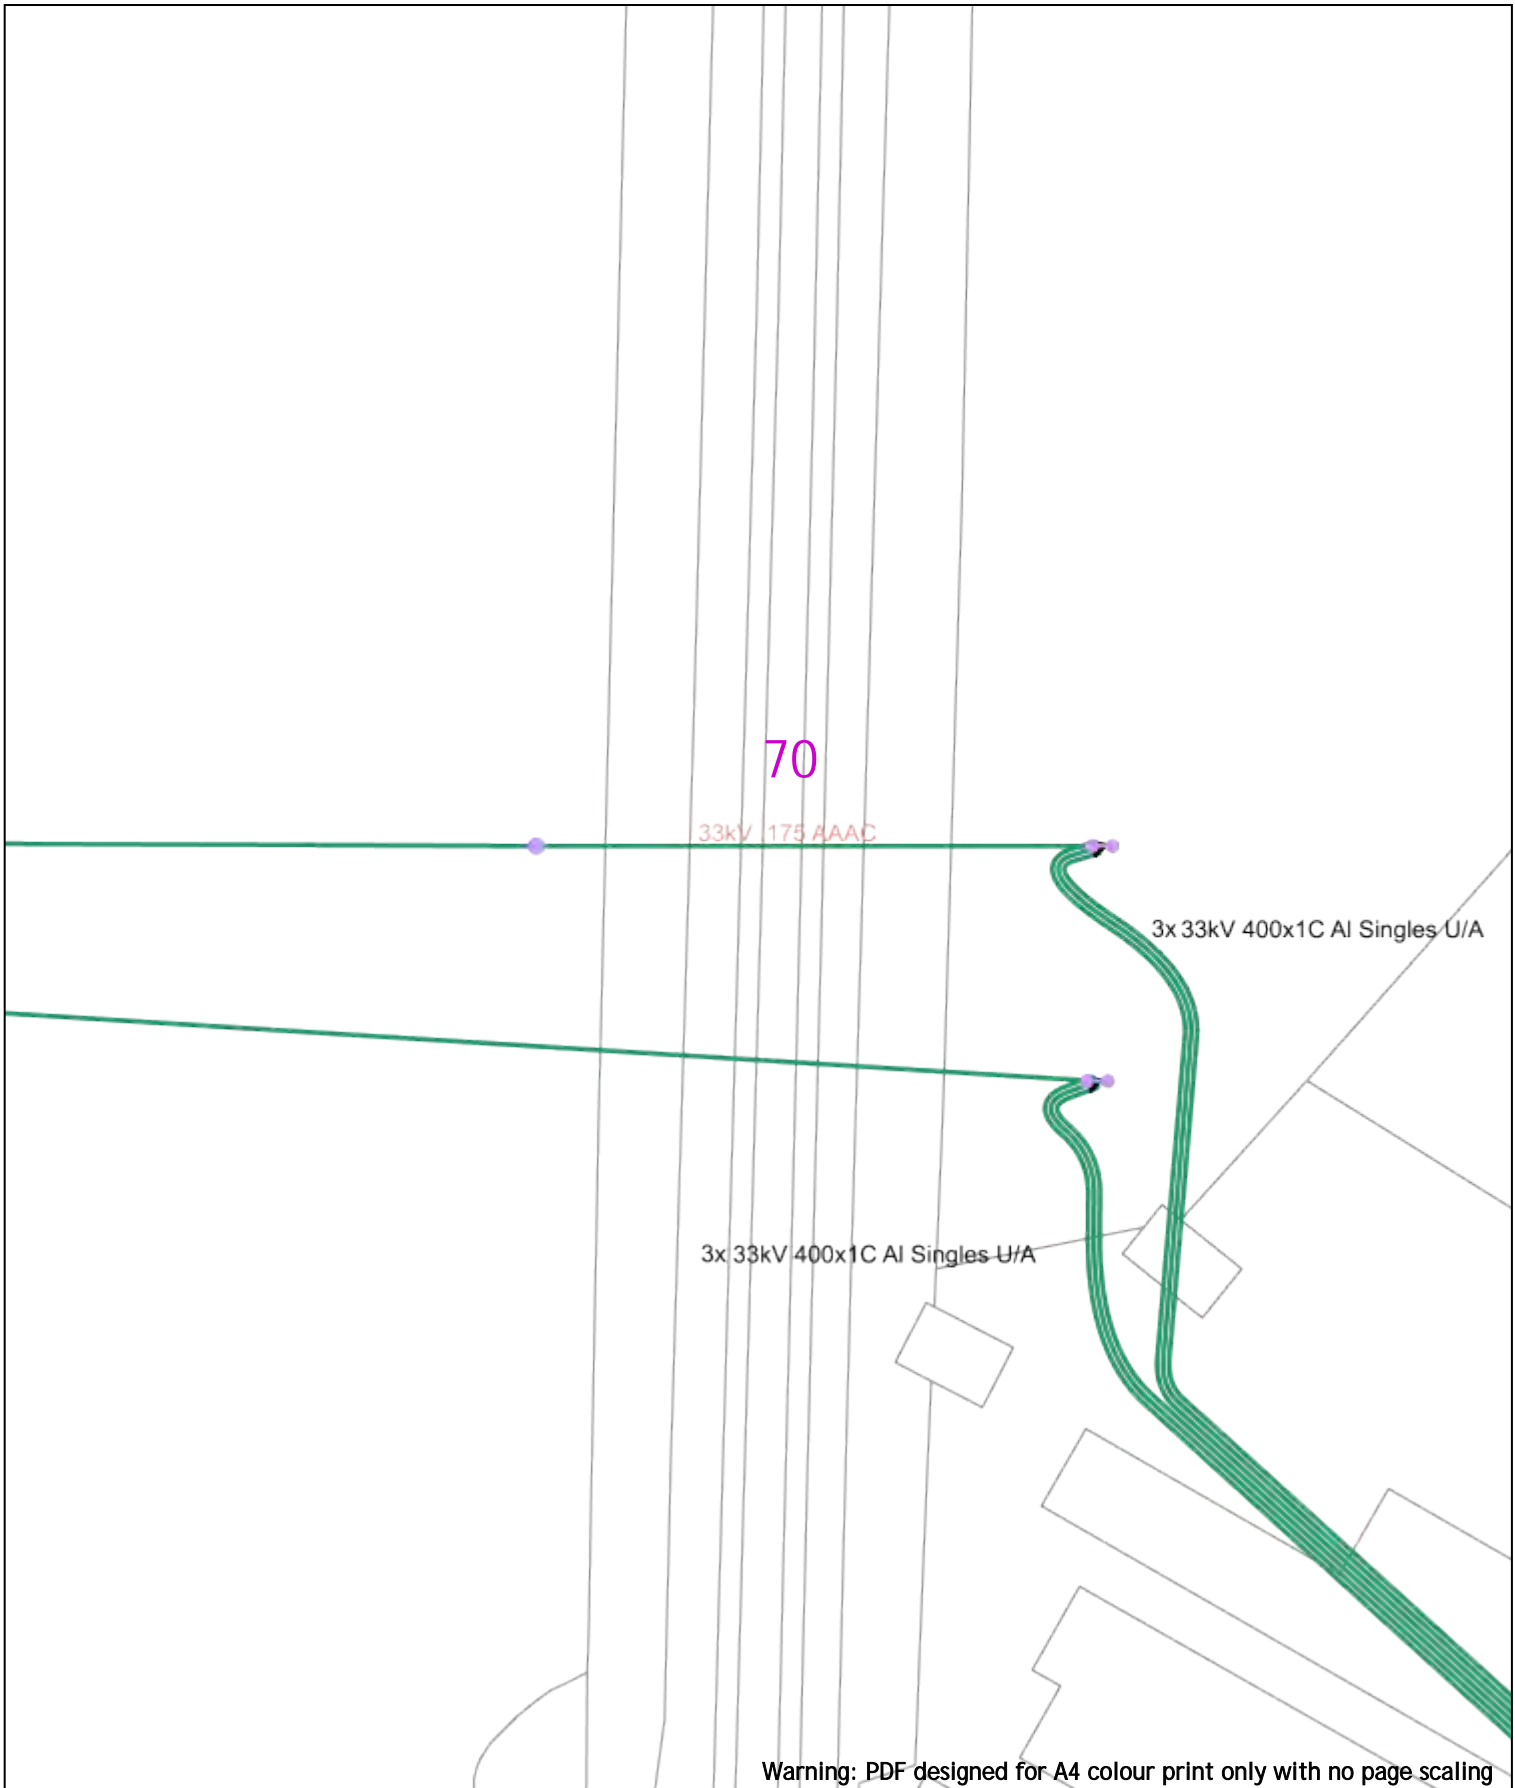 70
33kV .175 AAAC
3x 33kV 400x1C Al Singles U/A
3x 33kV 400x1C Al Singles U/A
Warning: PDF designed for A4 colour print only with no page scaling